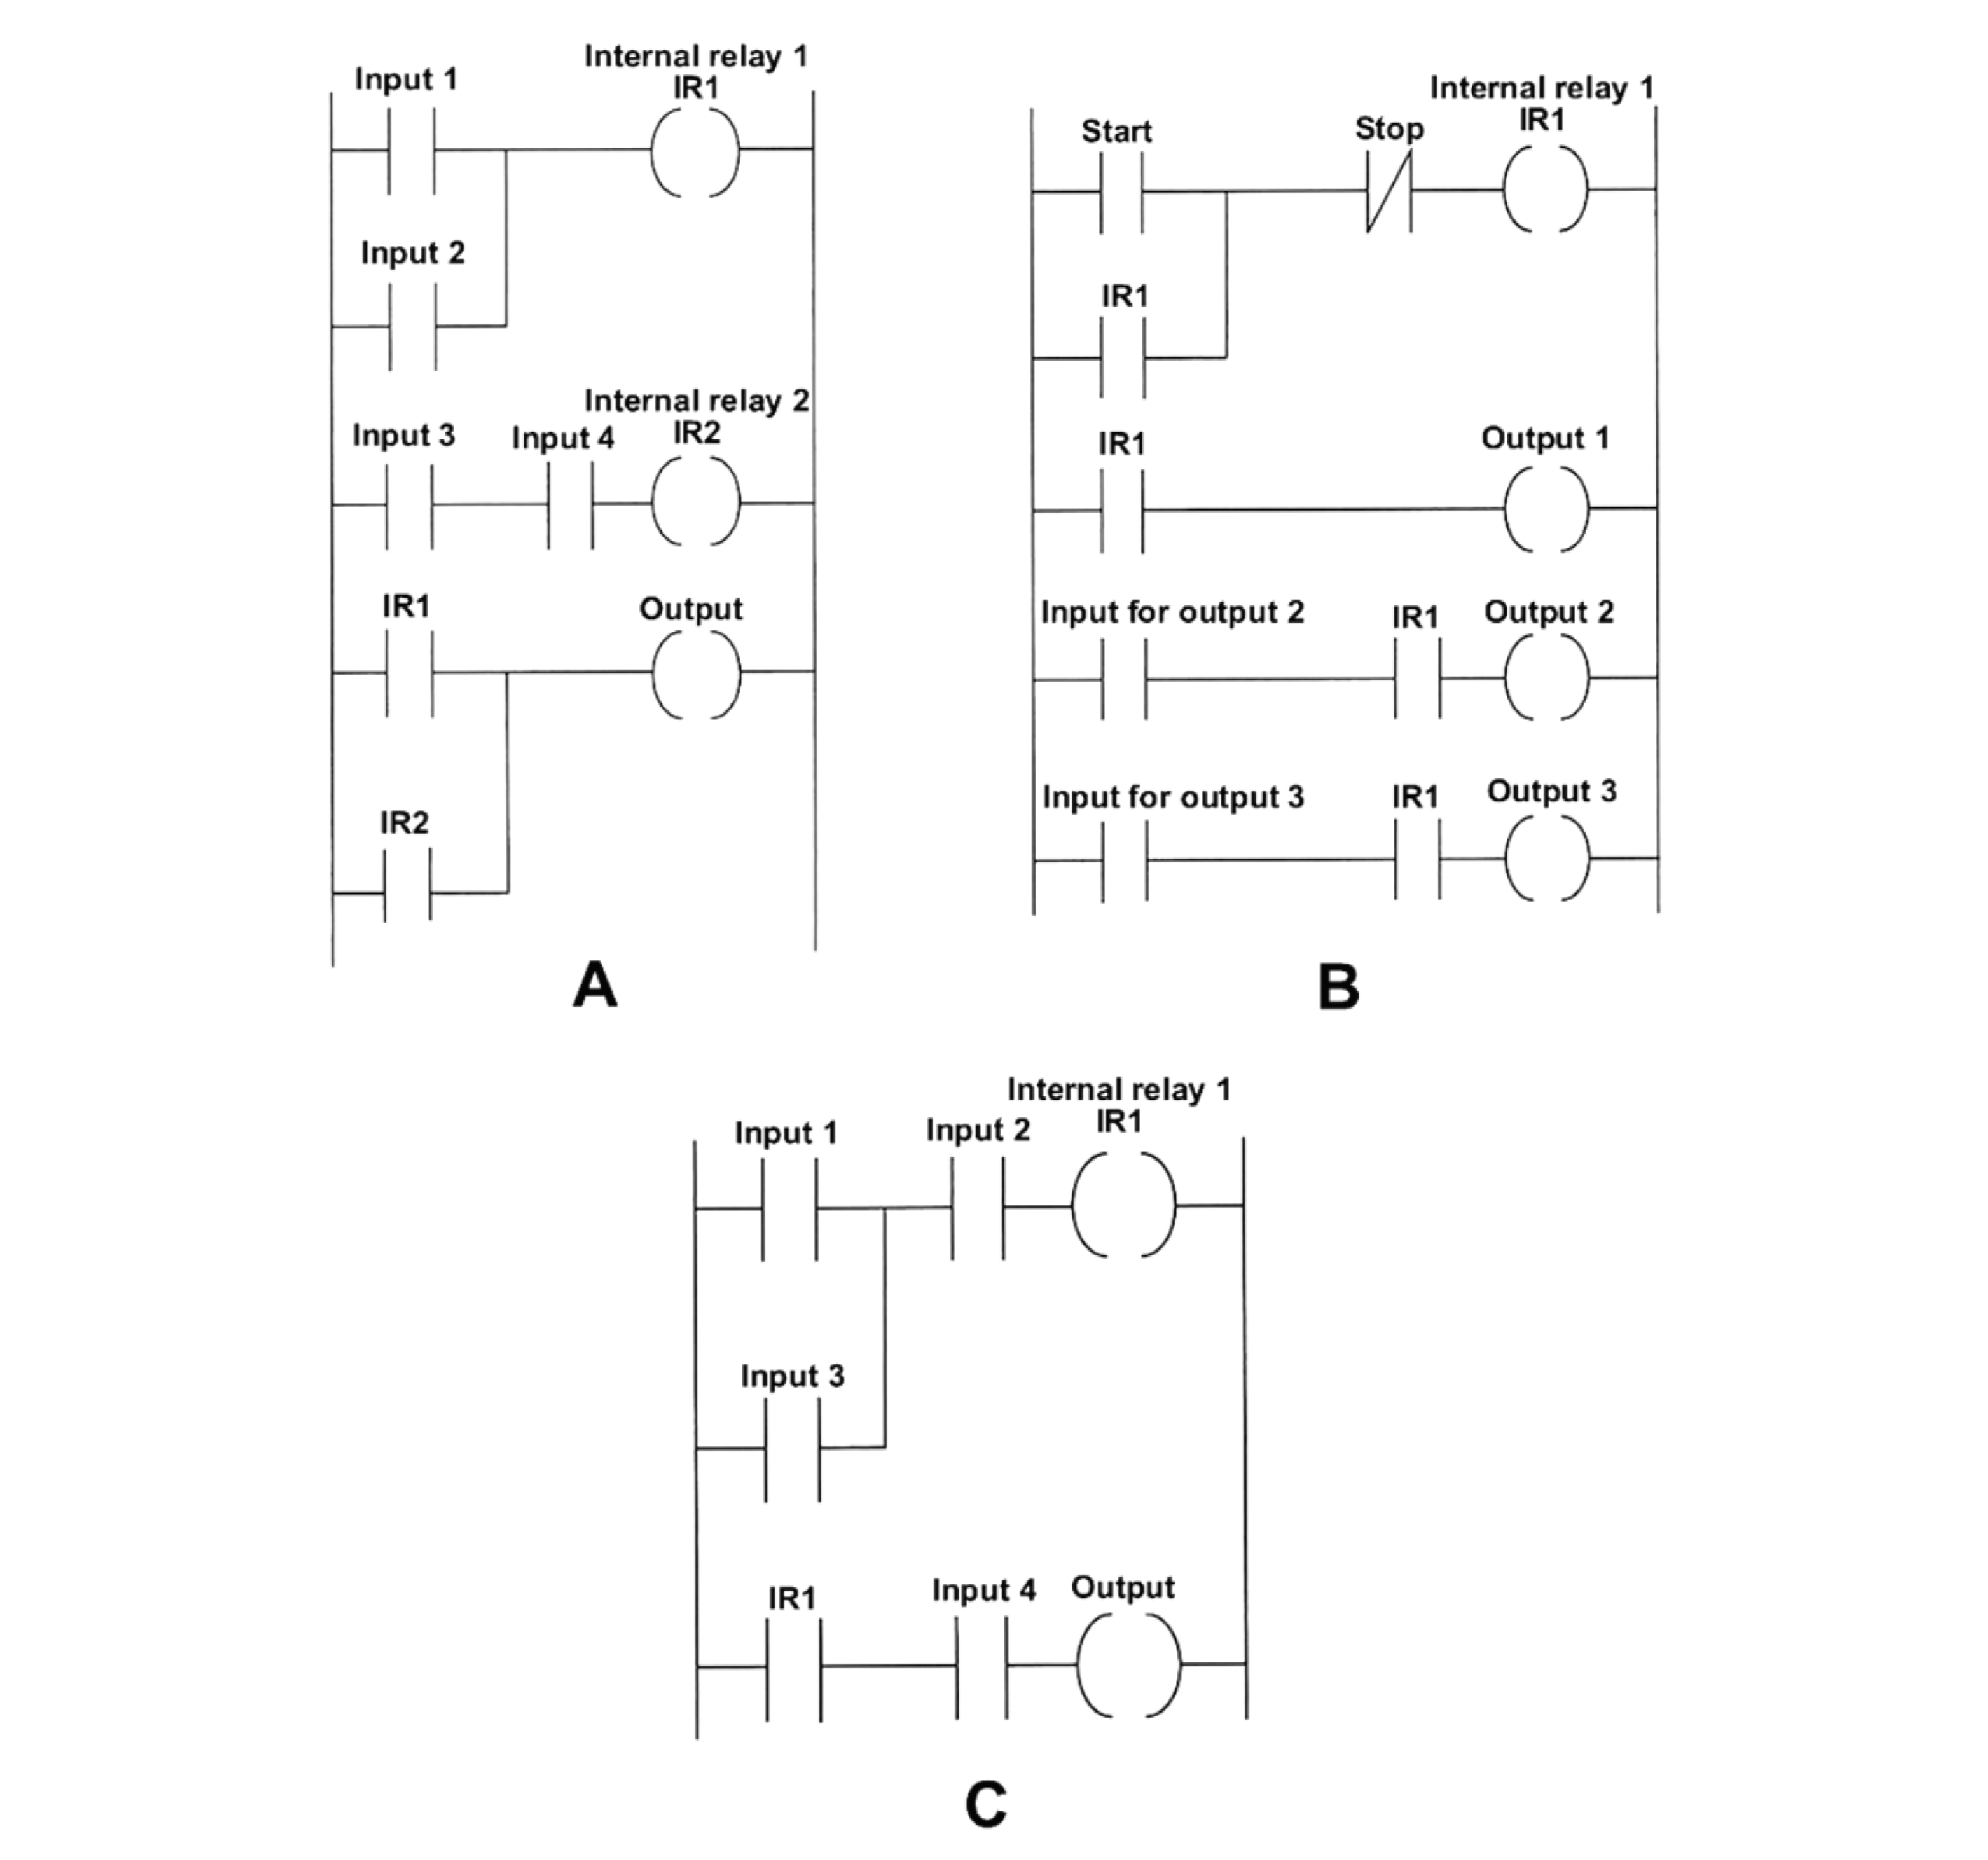 Internal relay 1
Input 1
IR1
Input 2
Internal relay 2
Input 3
Input 4
IR2
IR1
Output
IR2
A
Internal relay 1
Start
Stop
IR1
IR1
IR1
Output 1
Input for output 2
IR1
Output 2
Input for output 3
IR1
Output 3
B
Internal relay 1
Input 1
Input 2
IR1
Input 3
IR1
Input 4
Output
C